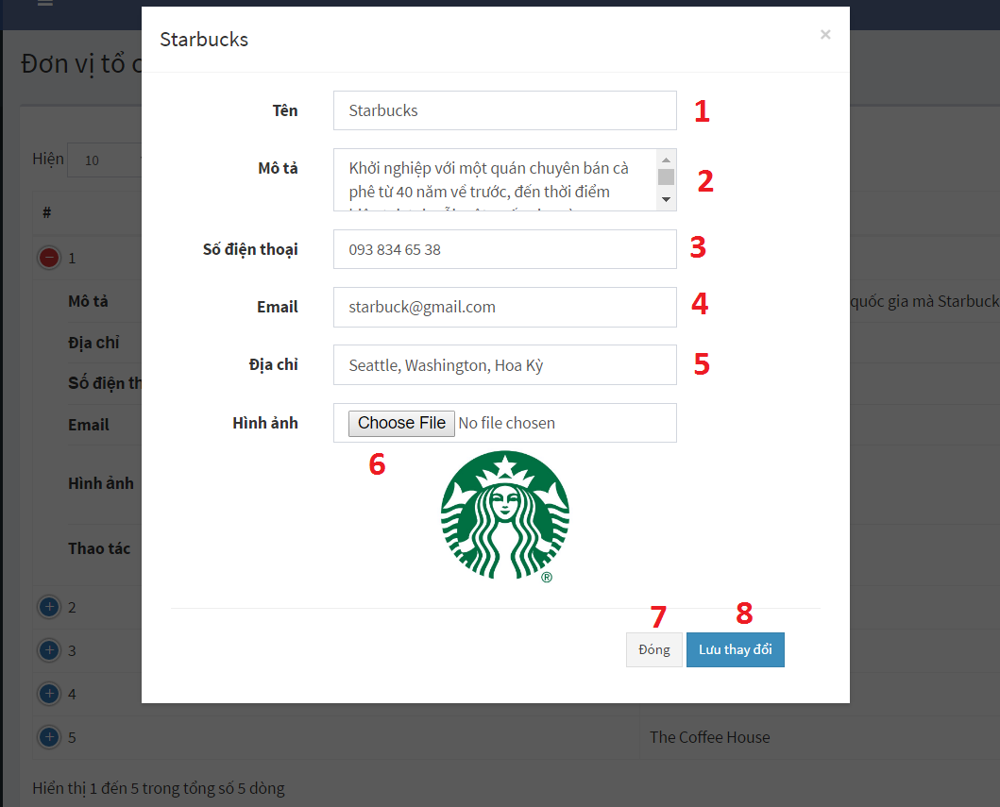 Starbucks
×
Đơn vị tổ c
Tên
Starbucks
1
Hiện
10
Mô tả
Khởi nghiệp với một quán chuyên bán cà
phê từ 40 năm về trước, đến thời điểm
2
#
Số điện thoại
093 834 65 38
3
1
Email
starbuck@gmail.com
4
Mô tả
quốc gia mà Starbuck
Địa chỉ
Địa chỉ
Seattle, Washington, Hoa Kỳ
5
Số điện th
Hình ảnh
Choose File
No file chosen
Email
6
Hình ảnh
Thao tác
®
2
7
8
3
Đóng
Lưu thay đổi
4
5
The Coffee House
Hiển thị 1 đến 5 trong tổng số 5 dòng